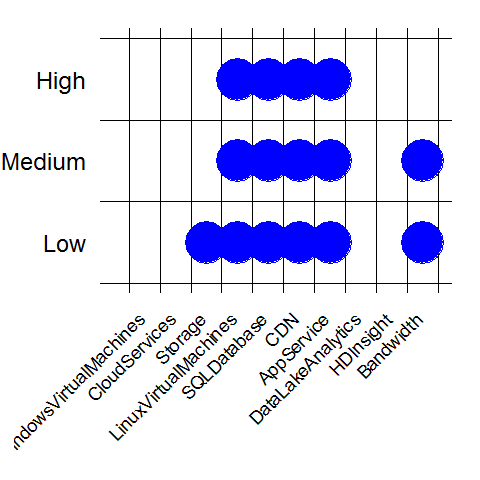 High
Medium
Low
ndowsVirtualMachines
CloudServices
Storage
LinuxVirtualMachines
SQLDatabase
CDN
AppService
DataLakeAnalytics
HDInsight
Bandwidth